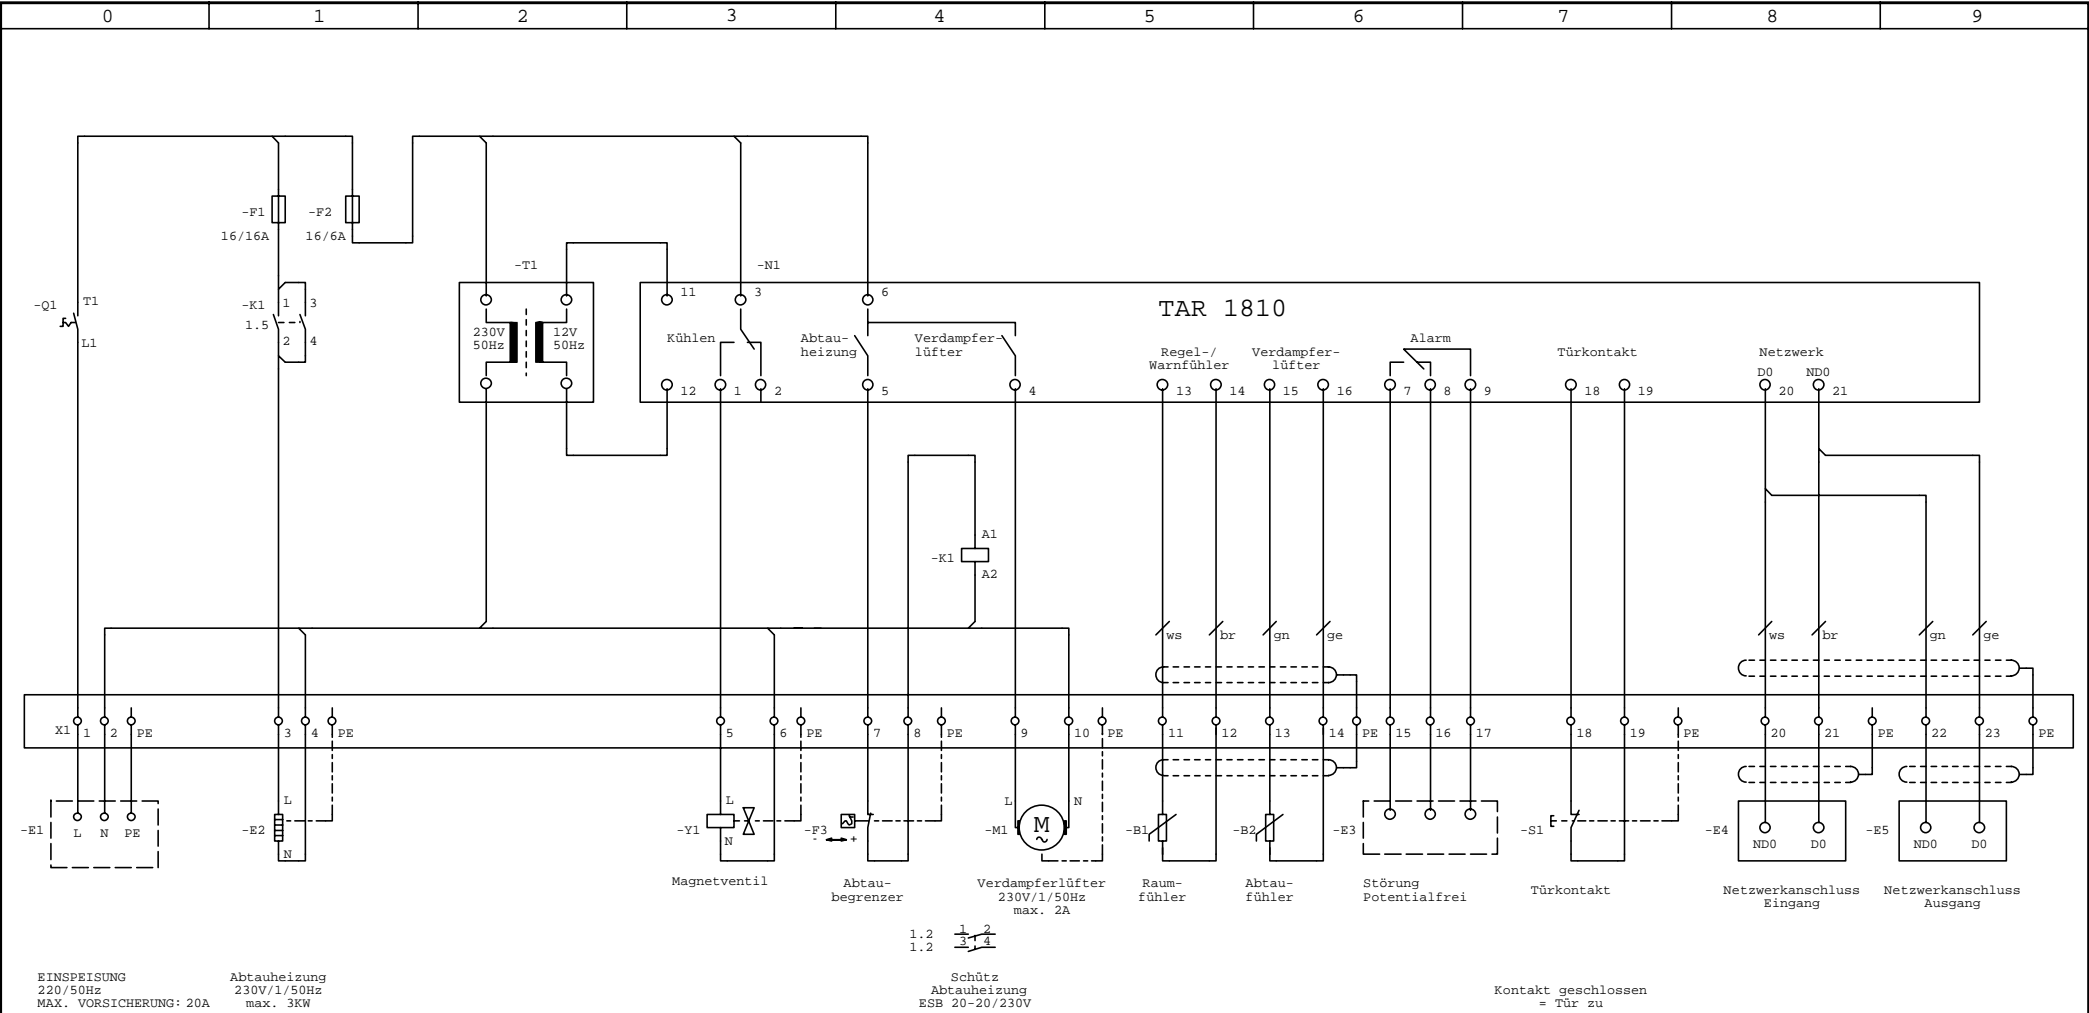 0 1 2 3 4 5 6 7 8 9
-F1 -F2
16/16A 16/6A
-T1 -N1
-Q1 T1 -K1 1 3 11 3 6 TAR 1810
1.5
L1 2 4
230V 12V
50Hz 50Hz
Kühlen Abtau- Verdampfer- Alarm
heizung lüfter
Regel-/ Verdampfer- Türkontakt Netzwerk
Warnfühler lüfter
D0 ND0
12 1 2 5 4 13 14 15 16 7 8 9 18 19 20 21
A1
-K1
A2
ws br gn ge ws br gn ge
X1 1 2 PE 3 4 PE 5 6 PE 7 8 PE 9 10 PE 11 12 13 14 PE 15 16 17 18 19 PE 20 21 PE 22 23 PE
L L L N
-E1 L N PE -E2 -Y1 -F3 -M1 M -B1 -B2 -E3 -S1 -E4 -E5
~
N N - + ND0 D0 ND0 D0
Magnetventil Abtau- Verdampferlüfter Raum- Abtau- Störung Türkontakt Netzwerkanschluss Netzwerkanschluss
begrenzer 230V/1/50Hz fühler fühler Potentialfrei Eingang Ausgang
max. 2A
1.2 1 2
1.2 3 4
EINSPEISUNG Abtauheizung Schütz
220/50Hz 230V/1/50Hz Abtauheizung Kontakt geschlossen
MAX. VORSICHERUNG: 20A max. 3KW ESB 20-20/230V = Tür zu